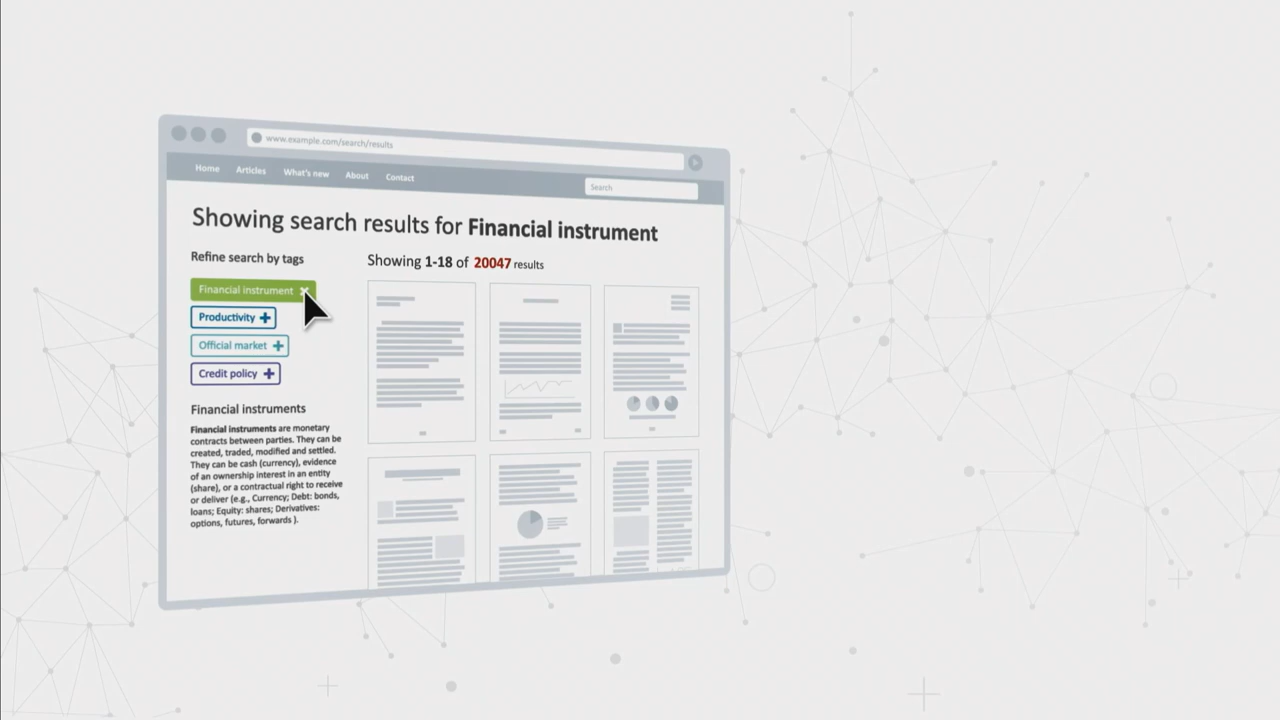 www.example.com/search/results
Home Articles What's new About Contact
Search
Showing search results for Financial instrument
Refine search by tags
Showing 1-18 of 20047 results
Financial instrument
Productivity
Official market
Credit policy
Financial instruments
Financial instruments are monetary
contracts between parties. They can be
created, traded, modified and settled.
They can be cash (currency), evidence
of an ownership interest in an entity
(share), or a contractual right to receive
or deliver (e.g., Currency; Debt: bonds,
loans; Equity: shares; Derivatives:
options, futures, forwards ).